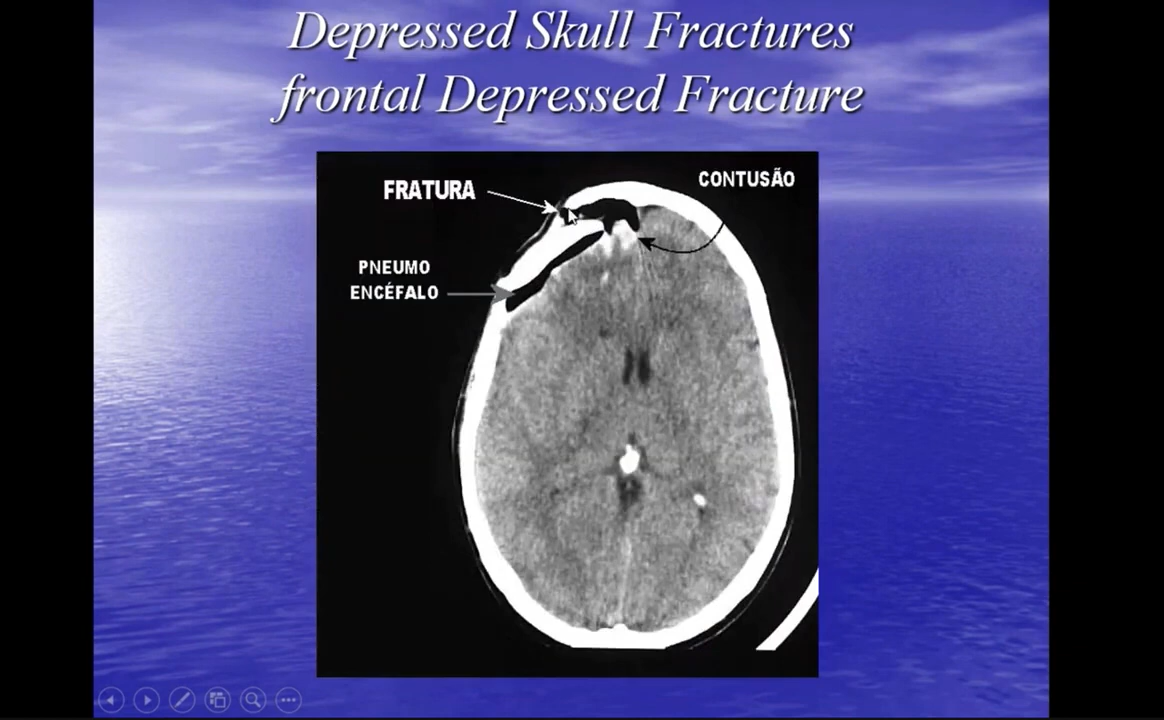 Depressed Skull Fractures
frontal Depressed Fracture
FRATURA
CONTUSÃO
PNEUMO
ENCÉFALO